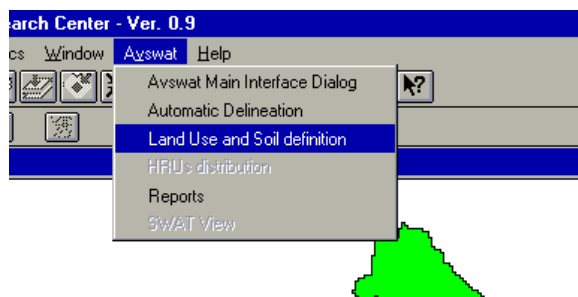 earch Center - Ver. 0.9
cs Window Avswat Help
Avswat Main Interface Dialog
Automatic Delineation
Land Use and Soil definition
HRUs distribution
Reports
SWAT View